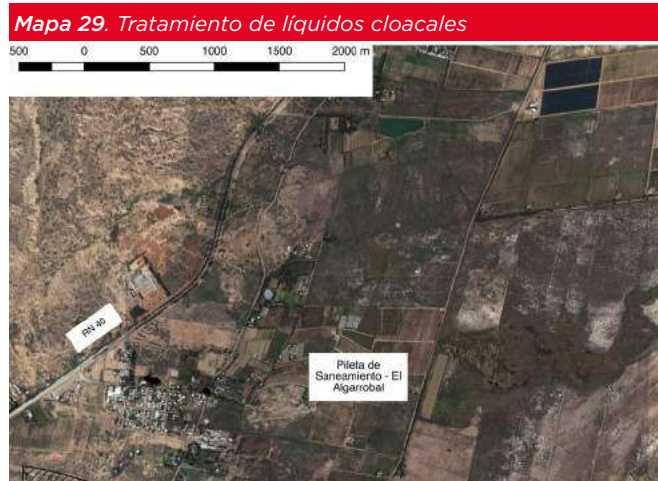 Mapa 29. Tratamiento de líquidos cloacales
500 0 500 1000 1500 2000 m
RN 40
Pileta de
Saneamiento - El
Algarrobal